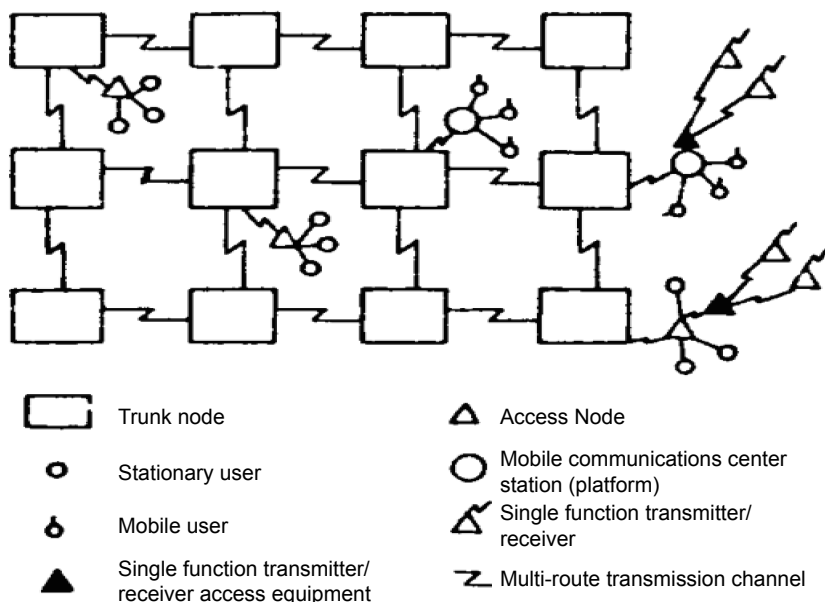 Trunk node
Access Node
Stationary user
Mobile communications center
station (platform)
Mobile user
Single function transmitter/
receiver
Single function transmitter/
receiver access equipment
Multi-route transmission channel